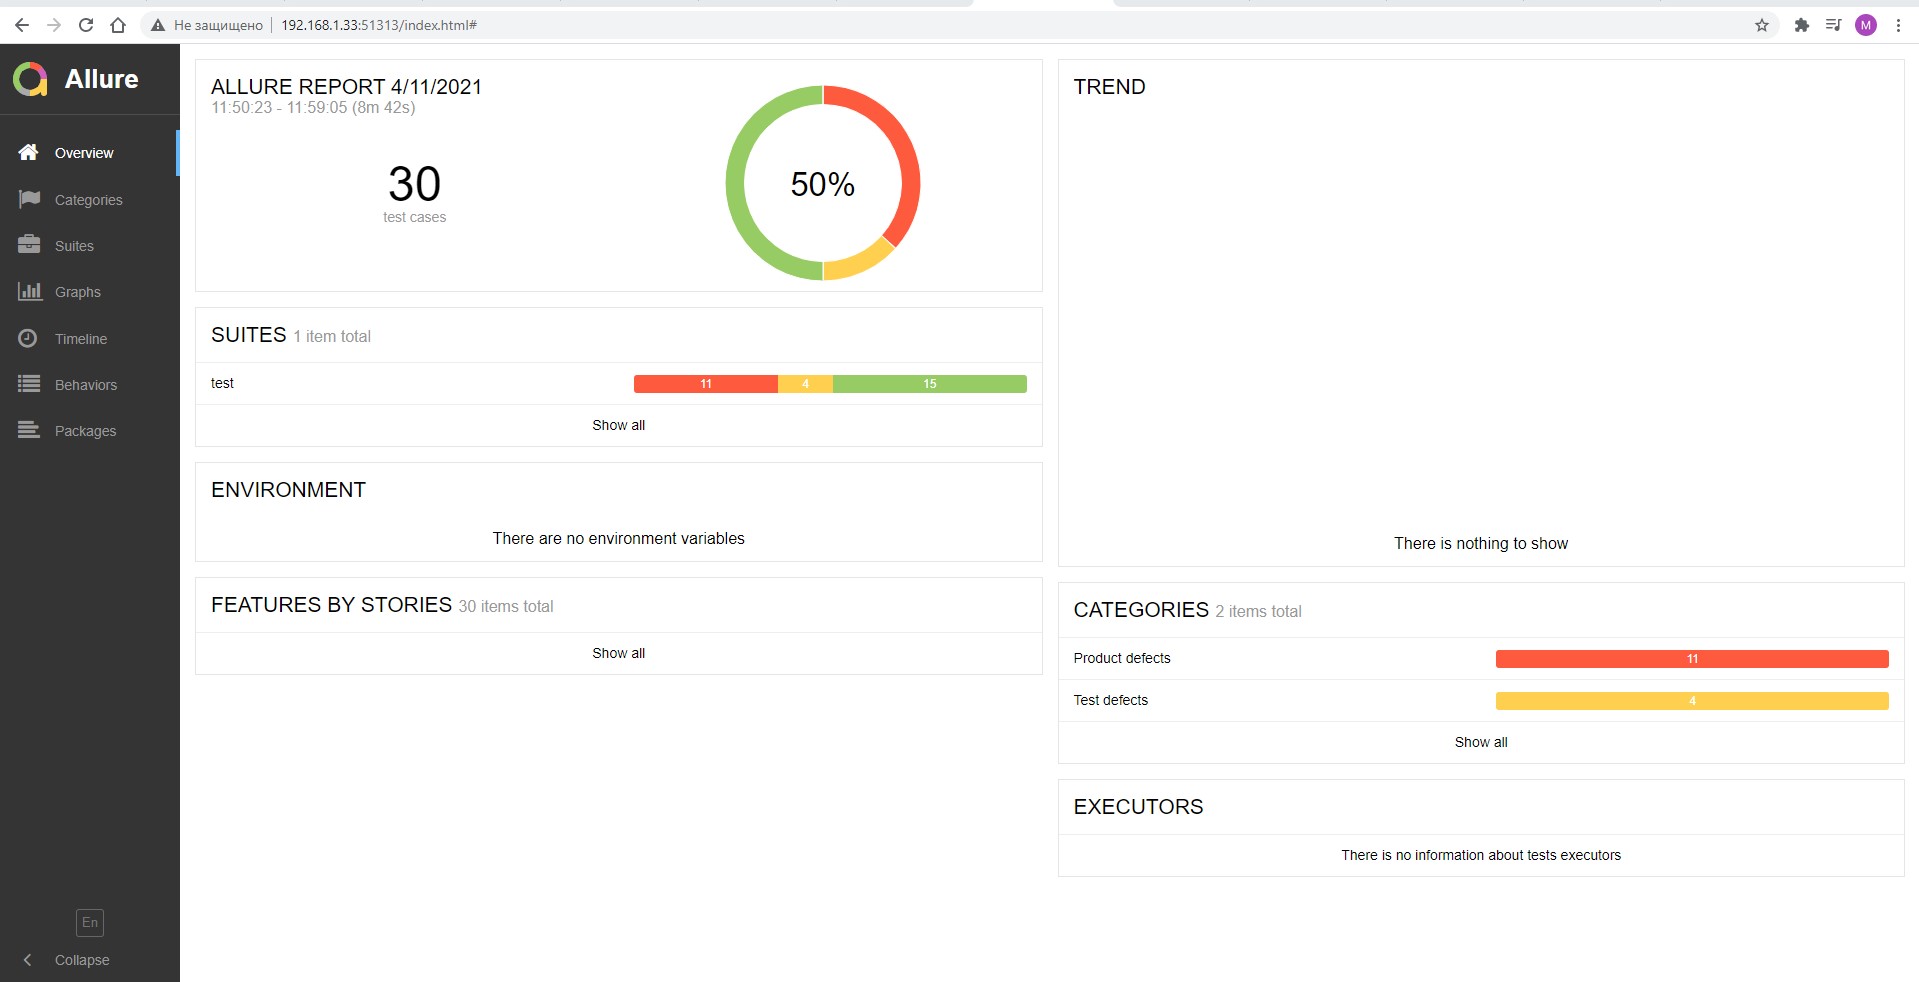 Не защищено 192.168.1.33:51313/index.html#
M
Allure
Overview
Categories
Suites
Graphs
Timeline
Behaviors
Packages
En
Collapse
ALLURE REPORT 4/11/2021
11:50:23 - 11:59:05 (8m 42s)
30
test cases
50%
SUITES 1 item total
test 11 4 15
Show all
ENVIRONMENT
There are no environment variables
FEATURES BY STORIES 30 items total
Show all
TREND
There is nothing to show
CATEGORIES 2 items total
Product defects 11
Test defects 4
Show all
EXECUTORS
There is no information about tests executors